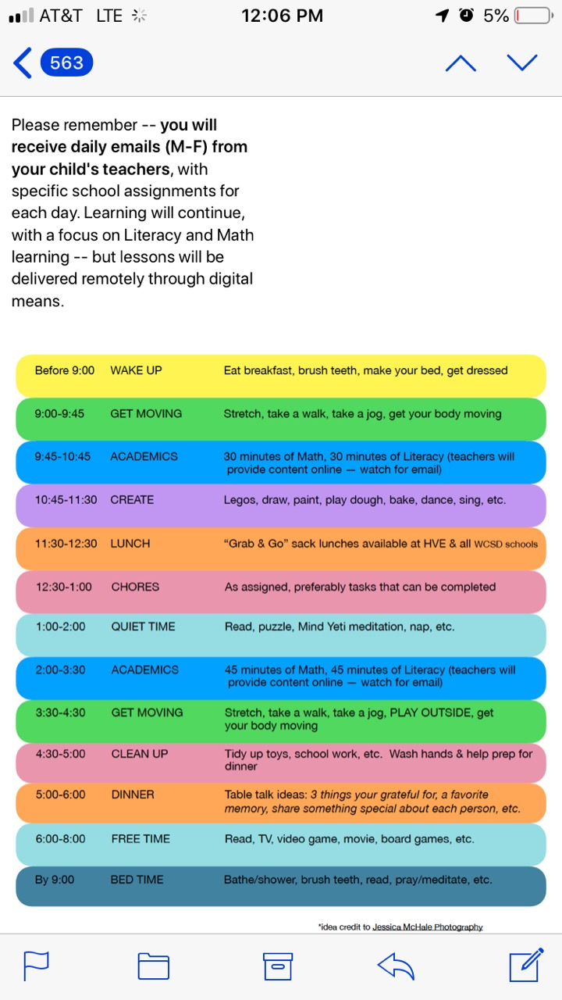 AT&T LTE 12:06 PM 5%
563
Please remember -- you will
receive daily emails (M-F) from
your child's teachers, with
specific school assignments for
each day. Learning will continue,
with a focus on Literacy and Math
learning -- but lessons will be
delivered remotely through digital
means.
Before 9:00 WAKE UP Eat breakfast, brush teeth, make your bed, get dressed
9:00-9:45 GET MOVING Stretch, take a walk, take a jog, get your body moving
9:45-10:45 ACADEMICS 30 minutes of Math, 30 minutes of Literacy (teachers will
provide content online — watch for email)
10:45-11:30 CREATE Legos, draw, paint, play dough, bake, dance, sing, etc.
11:30-12:30 LUNCH “Grab & Go” sack lunches available at HVE & all WCSD schools
12:30-1:00 CHORES As assigned, preferably tasks that can be completed
1:00-2:00 QUIET TIME Read, puzzle, Mind Yeti meditation, nap, etc.
2:00-3:30 ACADEMICS 45 minutes of Math, 45 minutes of Literacy (teachers will
provide content online — watch for email)
3:30-4:30 GET MOVING Stretch, take a walk, take a jog, PLAY OUTSIDE, get
your body moving
4:30-5:00 CLEAN UP Tidy up toys, school work, etc. Wash hands & help prep for
dinner
5:00-6:00 DINNER Table talk ideas: 3 things your grateful for, a favorite
memory, share something special about each person, etc.
6:00-8:00 FREE TIME Read, TV, video game, movie, board games, etc.
By 9:00 BED TIME Bathe/shower, brush teeth, read, pray/meditate, etc.
*idea credit to Jessica McHale Photography